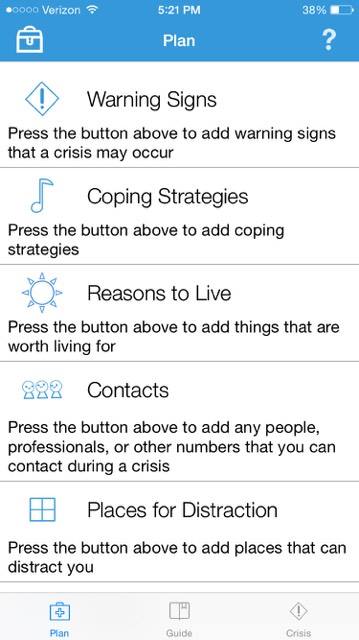 Verizon 5:21 PM 38%
Plan ?
Warning Signs
Press the button above to add warning signs
that a crisis may occur
Coping Strategies
Press the button above to add coping
strategies
Reasons to Live
Press the button above to add things that are
worth living for
Contacts
Press the button above to add any people,
professionals, or other numbers that you can
contact during a crisis
Places for Distraction
Press the button above to add places that can
distract you
Plan Guide Crisis